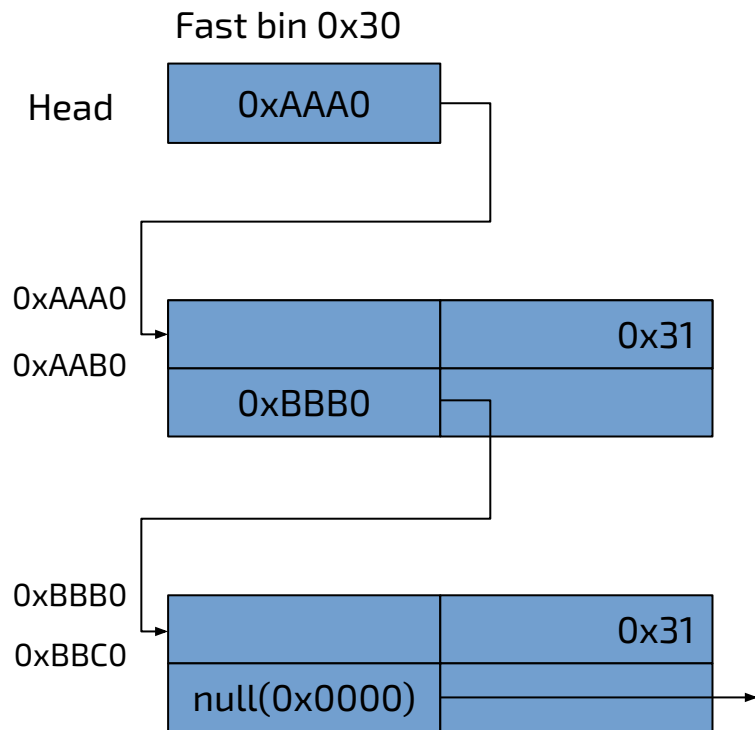 Fast bin 0x30
Head
0xAAA0
0xAAA0
0x31
0xAAB0
0xBBB0
0xBBB0
0x31
0xBBC0
null(0x0000)